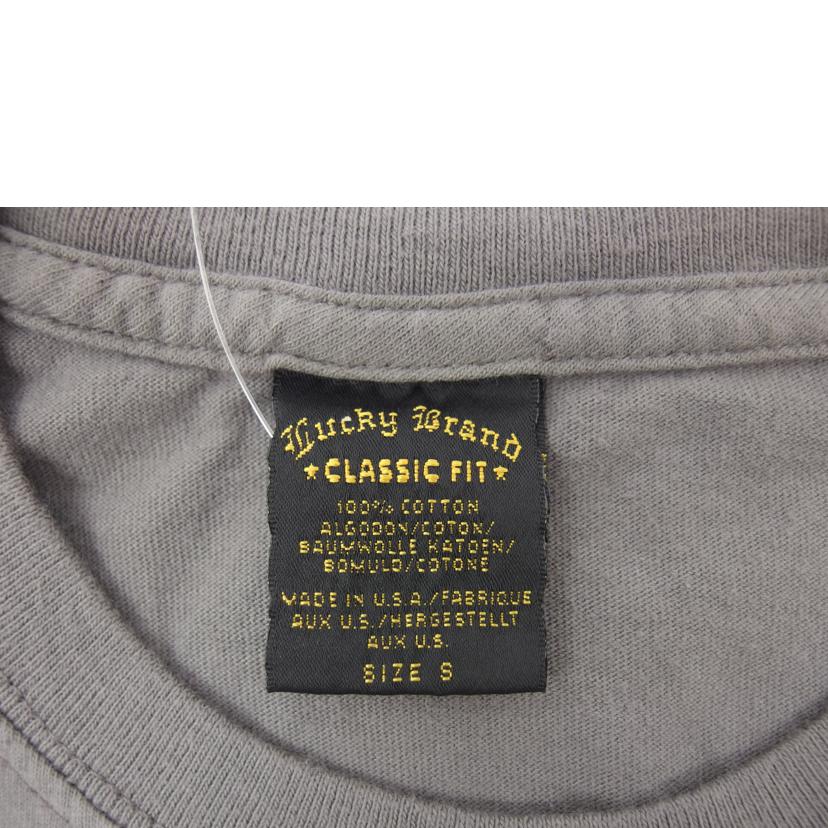 Lucky Brand
★CLASSIC FIT★
100% COTTON
ALGODON/COTON/
BAUMWOLLE KATOEN/
BOMULD/COTONE
MADE IN U.S.A./FABRIQUE
AUX U.S./HERGESTELLT
AUX U.S.
SIZE S